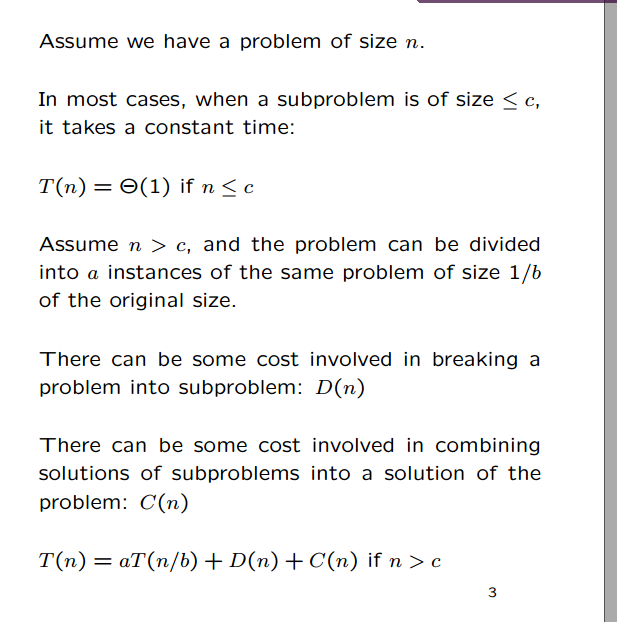 Assume we have a problem of size n.
In most cases, when a subproblem is of size ≤ c,
it takes a constant time:
T(n) = Θ(1) if n ≤ c
Assume n > c, and the problem can be divided
into a instances of the same problem of size 1/b
of the original size.
There can be some cost involved in breaking a
problem into subproblem: D(n)
There can be some cost involved in combining
solutions of subproblems into a solution of the
problem: C(n)
T(n) = aT(n/b) + D(n) + C(n) if n > c
3